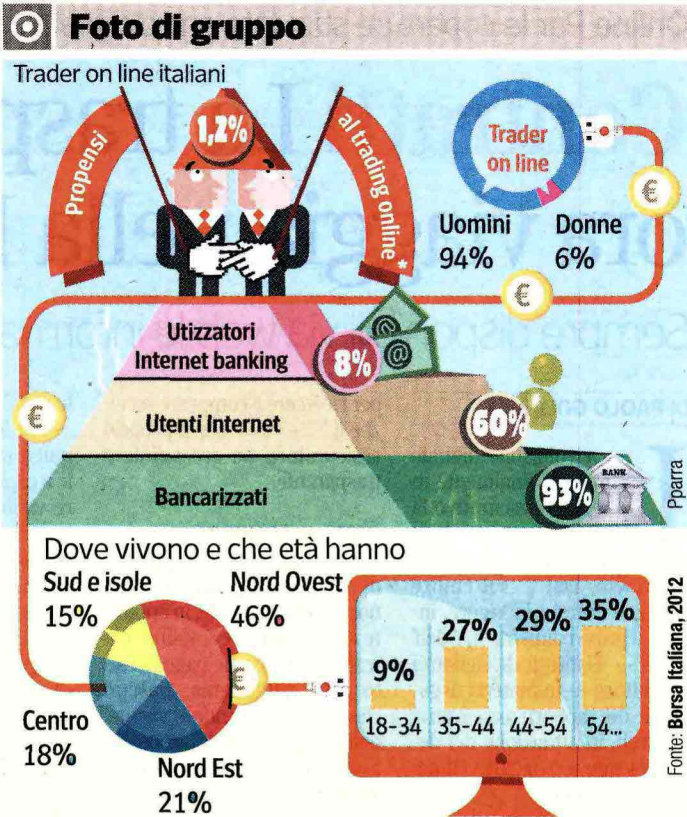 Foto di gruppo
Trader on line italiani
Propensi
1,2%
al trading online*
Trader
on line
Uomini
94%
Donne
6%
€
€
€
Utizzatori
Internet banking
8%
@
@
Utenti Internet
60%
Bancarizzati
93%
BANK
Pparra
Dove vivono e che età hanno
Sud e isole
15%
Nord Ovest
46%
€
Centro
18%
Nord Est
21%
9%
27%
29%
35%
18-34
35-44
44-54
54...
Fonte: Borsa Italiana, 2012